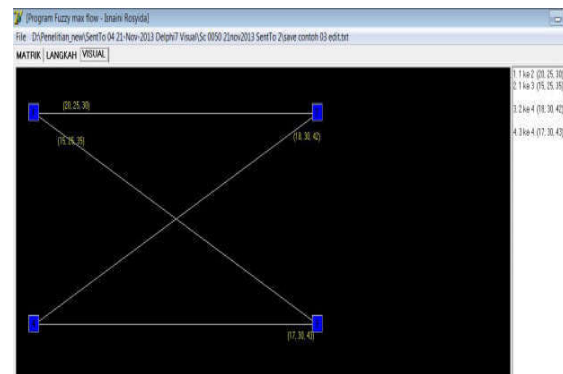 [Program Fuzzy max flow - Isnaini Rosyida]
File D:\Penelitian_new\SentTo 04 21-Nov-2013 Delphi7 Visual\Sc 0050 21nov2013 SentTo 2\save contoh 03 edit.txt
MATRIK LANGKAH VISUAL
(20, 25, 30)
(15, 25, 35)
(18, 30, 42)
(17, 30, 43)
1. 1 ke 2 (20, 25, 30)
2. 1 ke 3 (15, 25, 35)
3. 2 ke 4 (18, 30, 42)
4. 3 ke 4 (17, 30, 43)